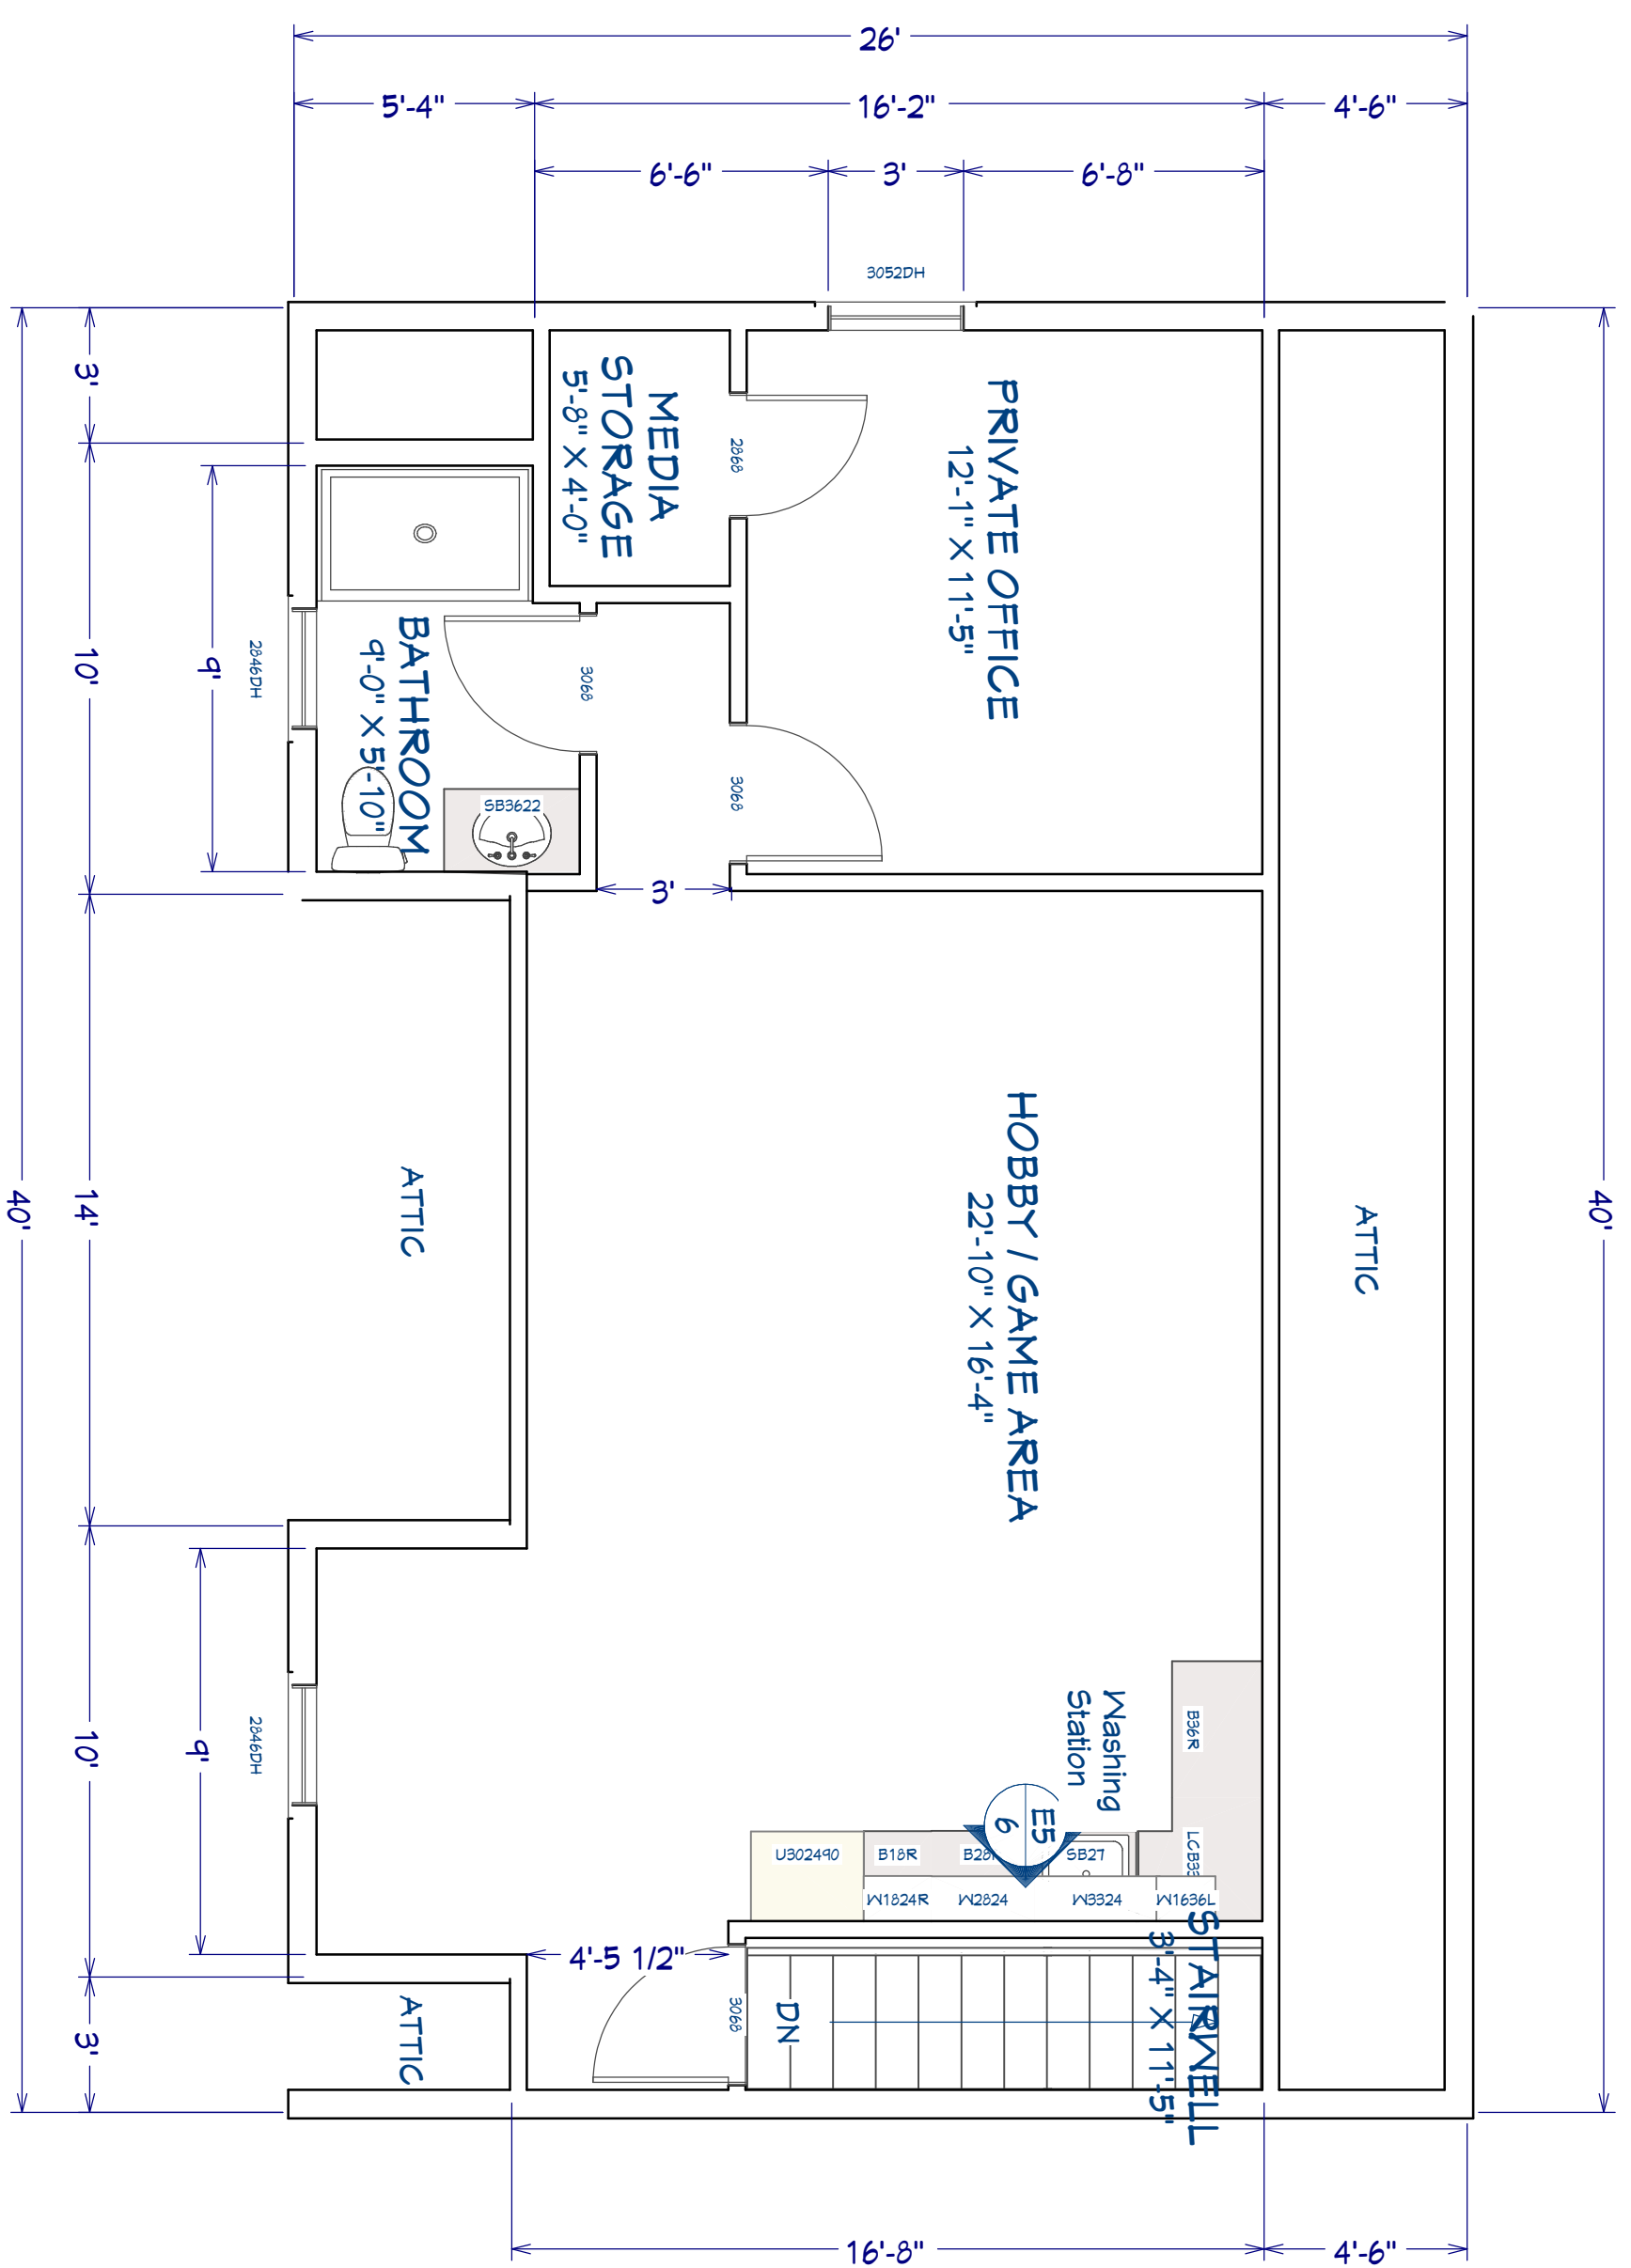 26'
5'-4"
16'-2"
4'-6"
6'-6"
3'
6'-8"
3052DH
3'
10'
9'
14'
40'
10'
9'
3'
40'
2846DH
2846DH
MEDIA
STORAGE
5'-8" X 4'-0"
2868
PRIVATE OFFICE
12'-1" X 11'-5"
BATHROOM
9'-0" X 5'-10"
3068
3068
SB3622
3'
HOBBY / GAME AREA
22'-10" X 16'-4"
ATTIC
ATTIC
Washing
Station
B36R
E5
6
U302490
B18R
SB27
W1824R
W2824
W3324
W1636L
STAIRWELL
3'-4" X 11'-5"
4'-5 1/2"
3068
DN
ATTIC
16'-8"
4'-6"